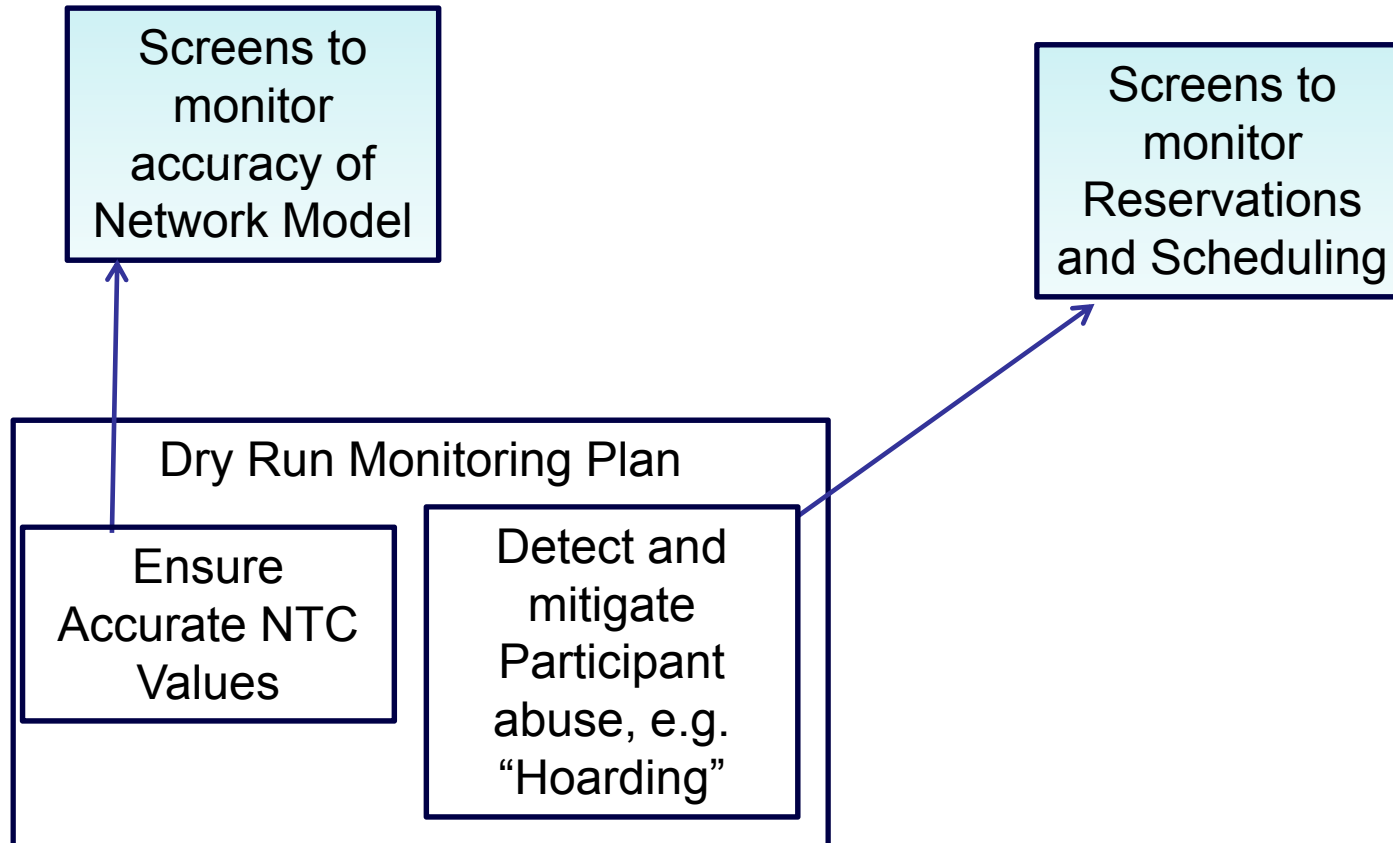 Screens to
monitor
accuracy of
Network Model
Screens to
monitor
Reservations
and Scheduling
Dry Run Monitoring Plan
Ensure
Accurate NTC
Values
Detect and
mitigate
Participant
abuse, e.g.
“Hoarding”